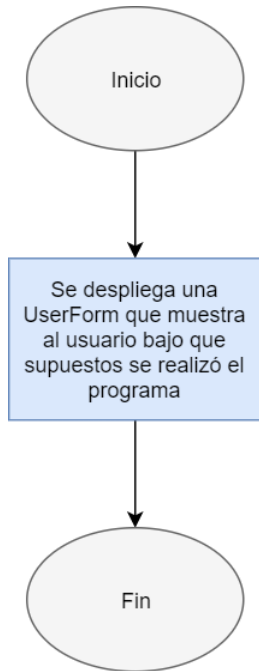 Inicio
Se despliega una
UserForm que muestra
al usuario bajo que
supuestos se realizó el
programa
Fin